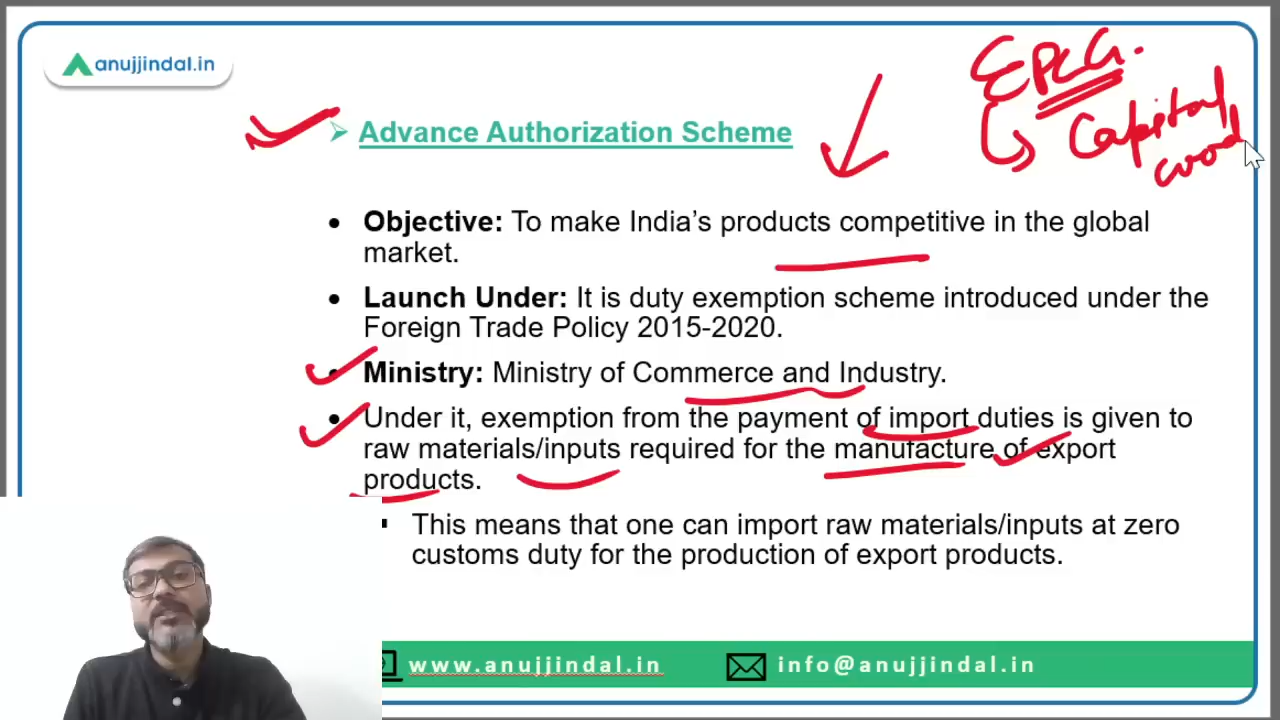 anujjindal.in
EPCG.
Capital
Good
Advance Authorization Scheme
• Objective: To make India's products competitive in the global
market.
• Launch Under: It is duty exemption scheme introduced under the
Foreign Trade Policy 2015-2020.
• Ministry: Ministry of Commerce and Industry.
• Under it, exemption from the payment of import duties is given to
raw materials/inputs required for the manufacture of export
products.
▪ This means that one can import raw materials/inputs at zero
customs duty for the production of export products.
www.anujjindal.in
info@anujjindal.in